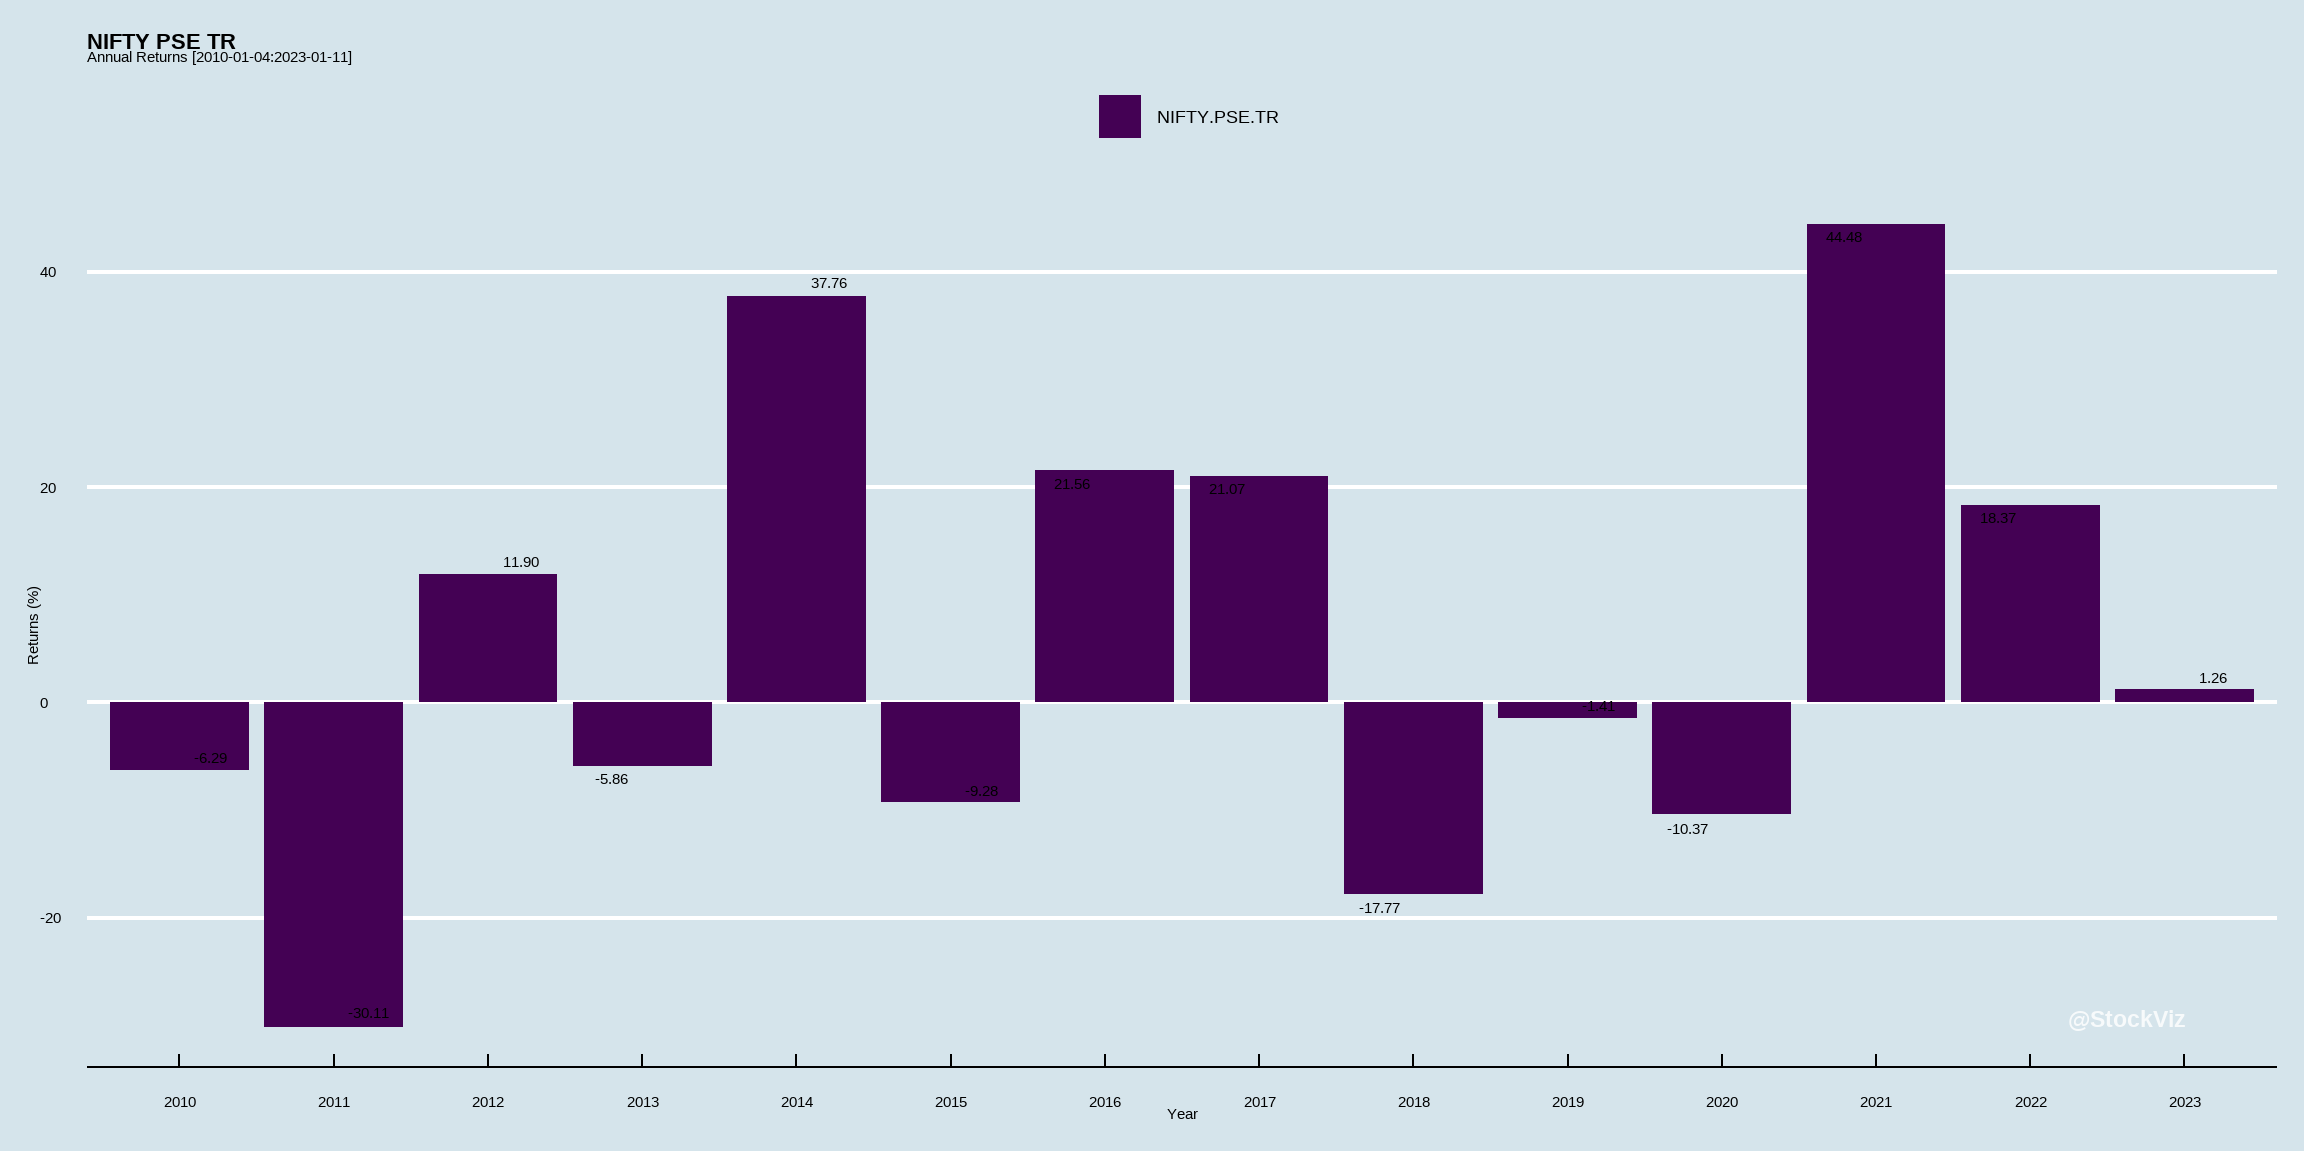 NIFTY PSE TR
Annual Returns [2010-01-04:2023-01-11]
NIFTY.PSE.TR
44.48
40
37.76
21.56
20
21.07
18.37
11.90
Returns (%)
1.26
0
-1.41
-6.29
-5.86
-9.28
-10.37
-17.77
-20
-30.11
@StockViz
2010 2011 2012 2013 2014 2015 2016 2017 2018 2019 2020 2021 2022 2023
Year